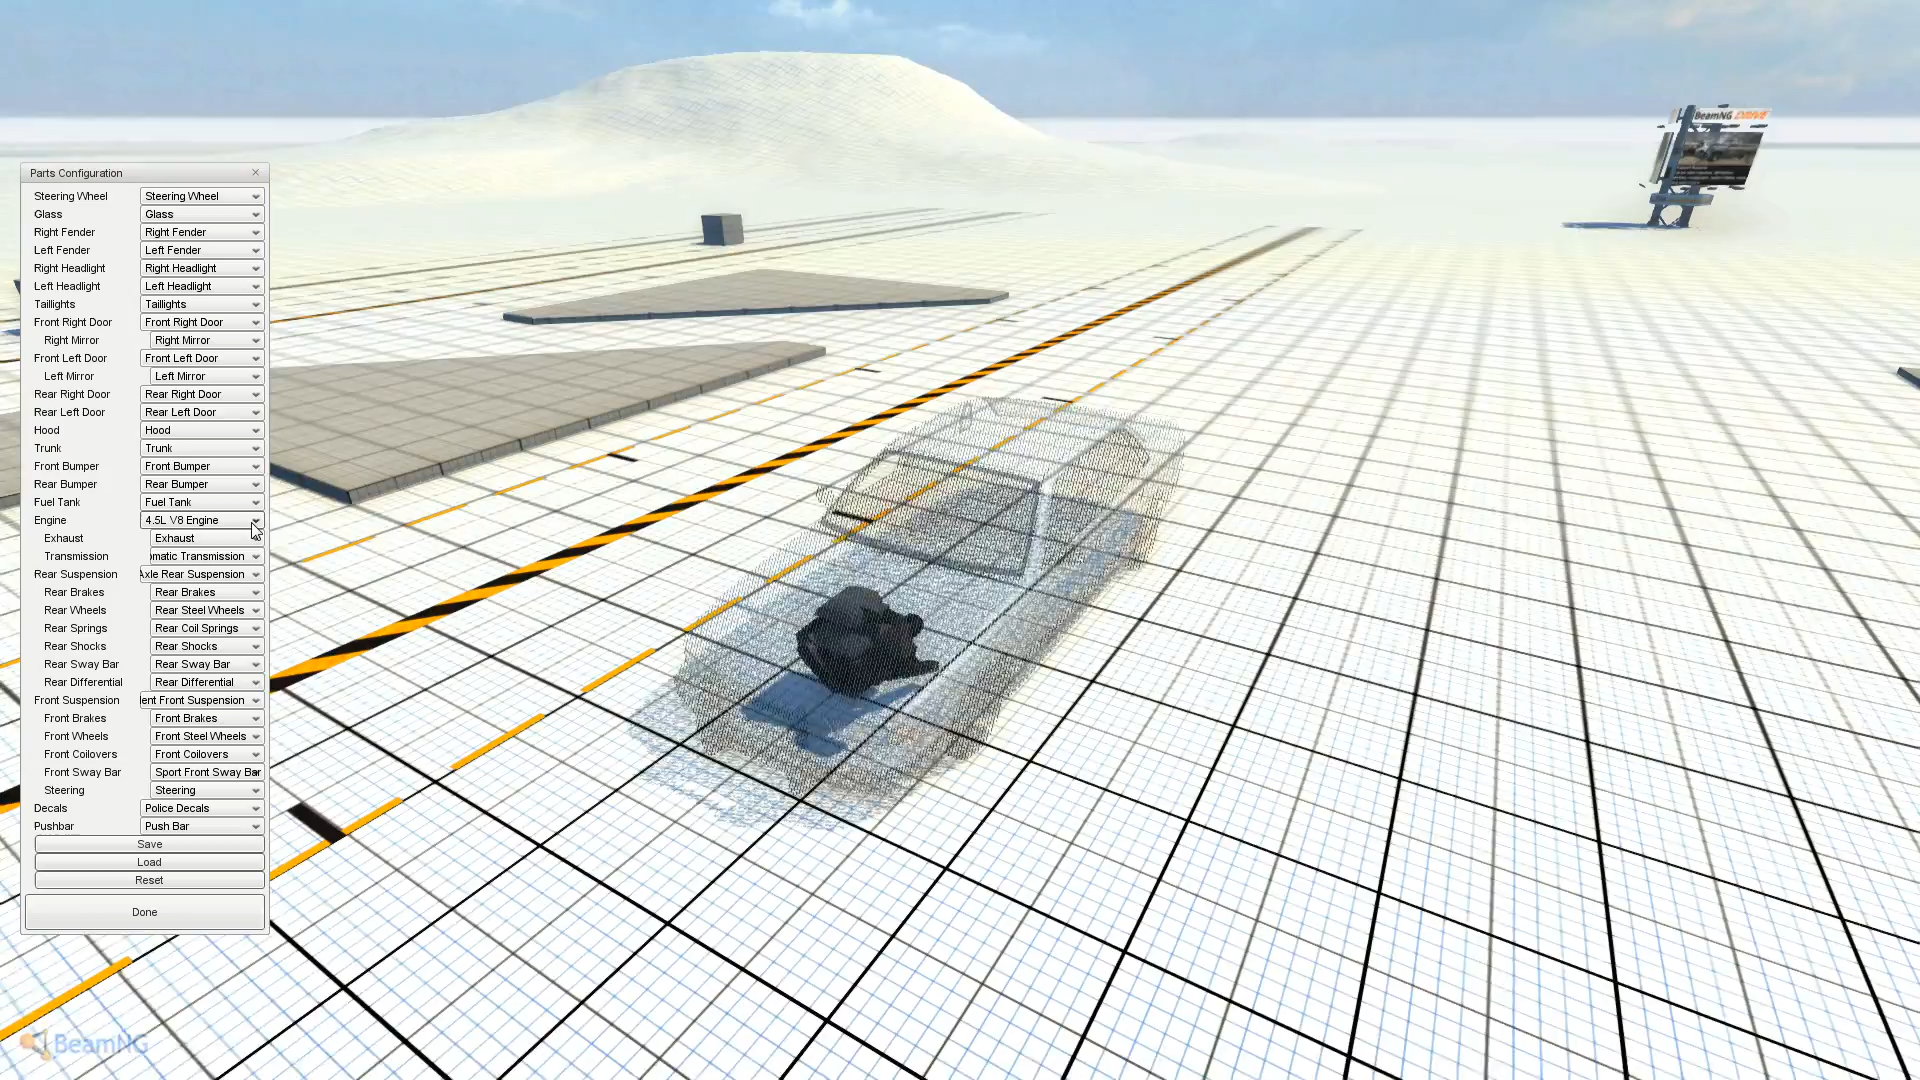 BeamNG DRIVE
Parts Configuration
Steering Wheel Steering Wheel
Glass Glass
Right Fender Right Fender
Left Fender Left Fender
Right Headlight Right Headlight
Left Headlight Left Headlight
Taillights Taillights
Front Right Door Front Right Door
Right Mirror Right Mirror
Front Left Door Front Left Door
Left Mirror Left Mirror
Rear Right Door Rear Right Door
Rear Left Door Rear Left Door
Hood Hood
Trunk Trunk
Front Bumper Front Bumper
Rear Bumper Rear Bumper
Fuel Tank Fuel Tank
Engine 4.5L V8 Engine
Exhaust Exhaust
Transmission omatic Transmission
Rear Suspension Axle Rear Suspension
Rear Brakes Rear Brakes
Rear Wheels Rear Steel Wheels
Rear Springs Rear Coil Springs
Rear Shocks Rear Shocks
Rear Sway Bar Rear Sway Bar
Rear Differential Rear Differential
Front Suspension lent Front Suspension
Front Brakes Front Brakes
Front Wheels Front Steel Wheels
Front Coilovers Front Coilovers
Front Sway Bar Sport Front Sway Bar
Steering Steering
Decals Police Decals
Pushbar Push Bar
Save
Load
Reset
Done
BeamNG